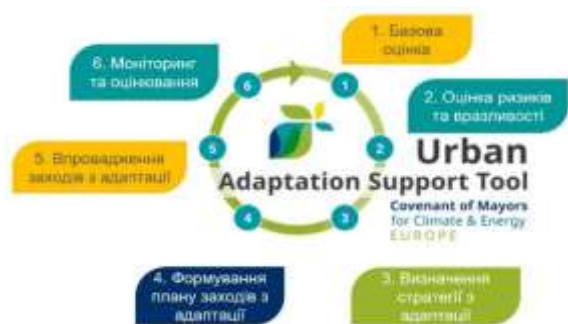 1. Базова
оцінка
2. Оцінка ризиків
та вразливості
3. Визначення
стратегії з
адаптації
4. Формування
плану заходів з
адаптації
5. Впровадження
заходів з адаптації
6. Моніторинг
та оцінювання
1
2
3
4
5
6
Urban
Adaptation Support Tool
Covenant of Mayors
for Climate & Energy
EUROPE